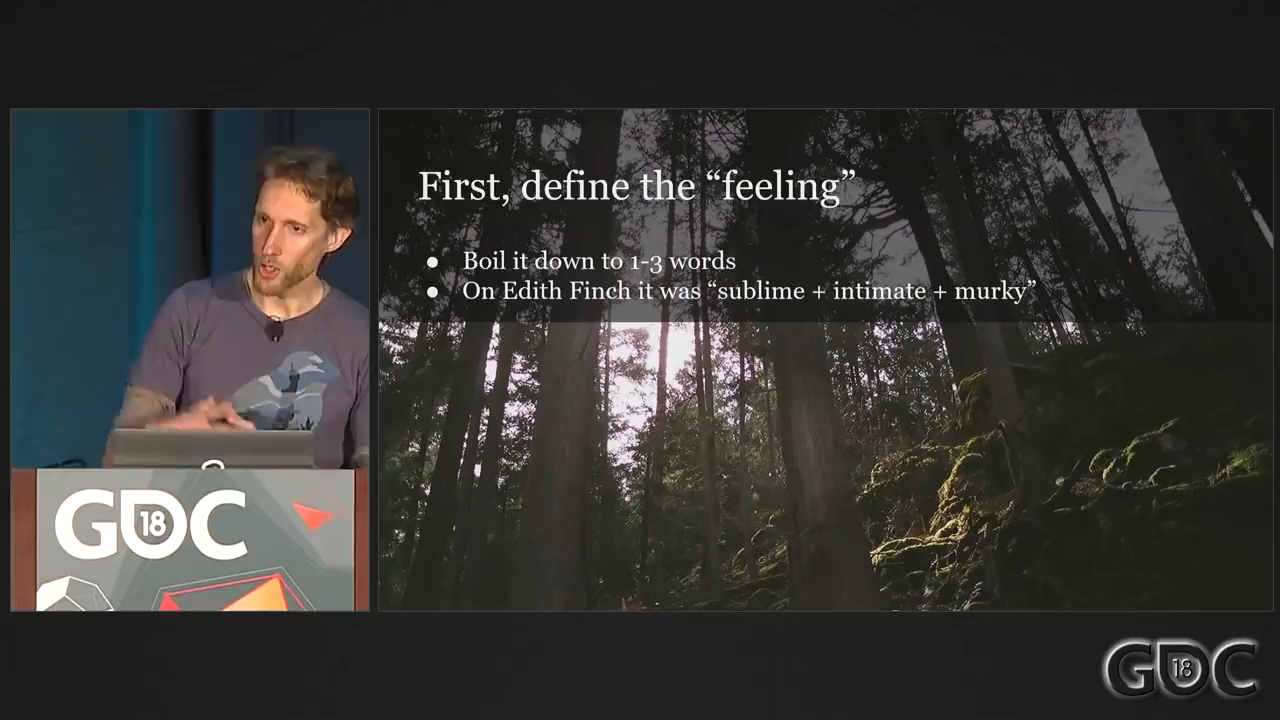 First, define the “feeling”
● Boil it down to 1-3 words
● On Edith Finch it was “sublime + intimate + murky”
GDC 18
GDC 18